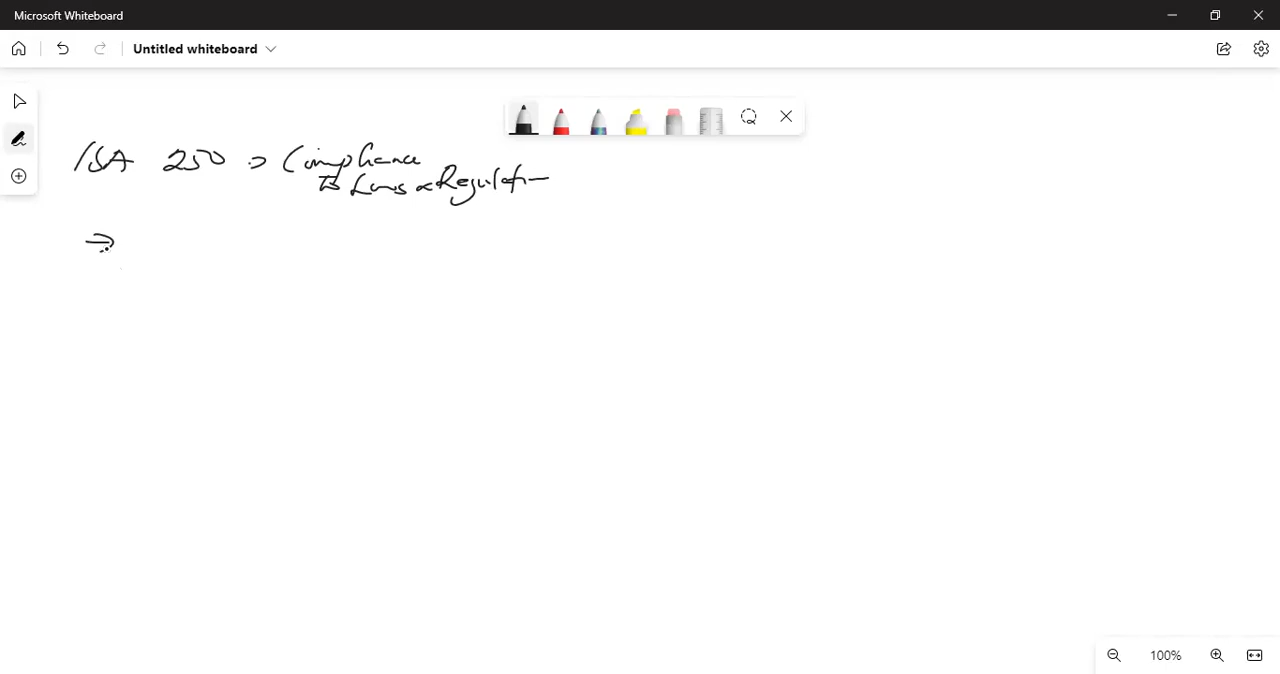 Microsoft Whiteboard
Untitled whiteboard
ISA 250 => Compliance
to Laws & Regulation
100%